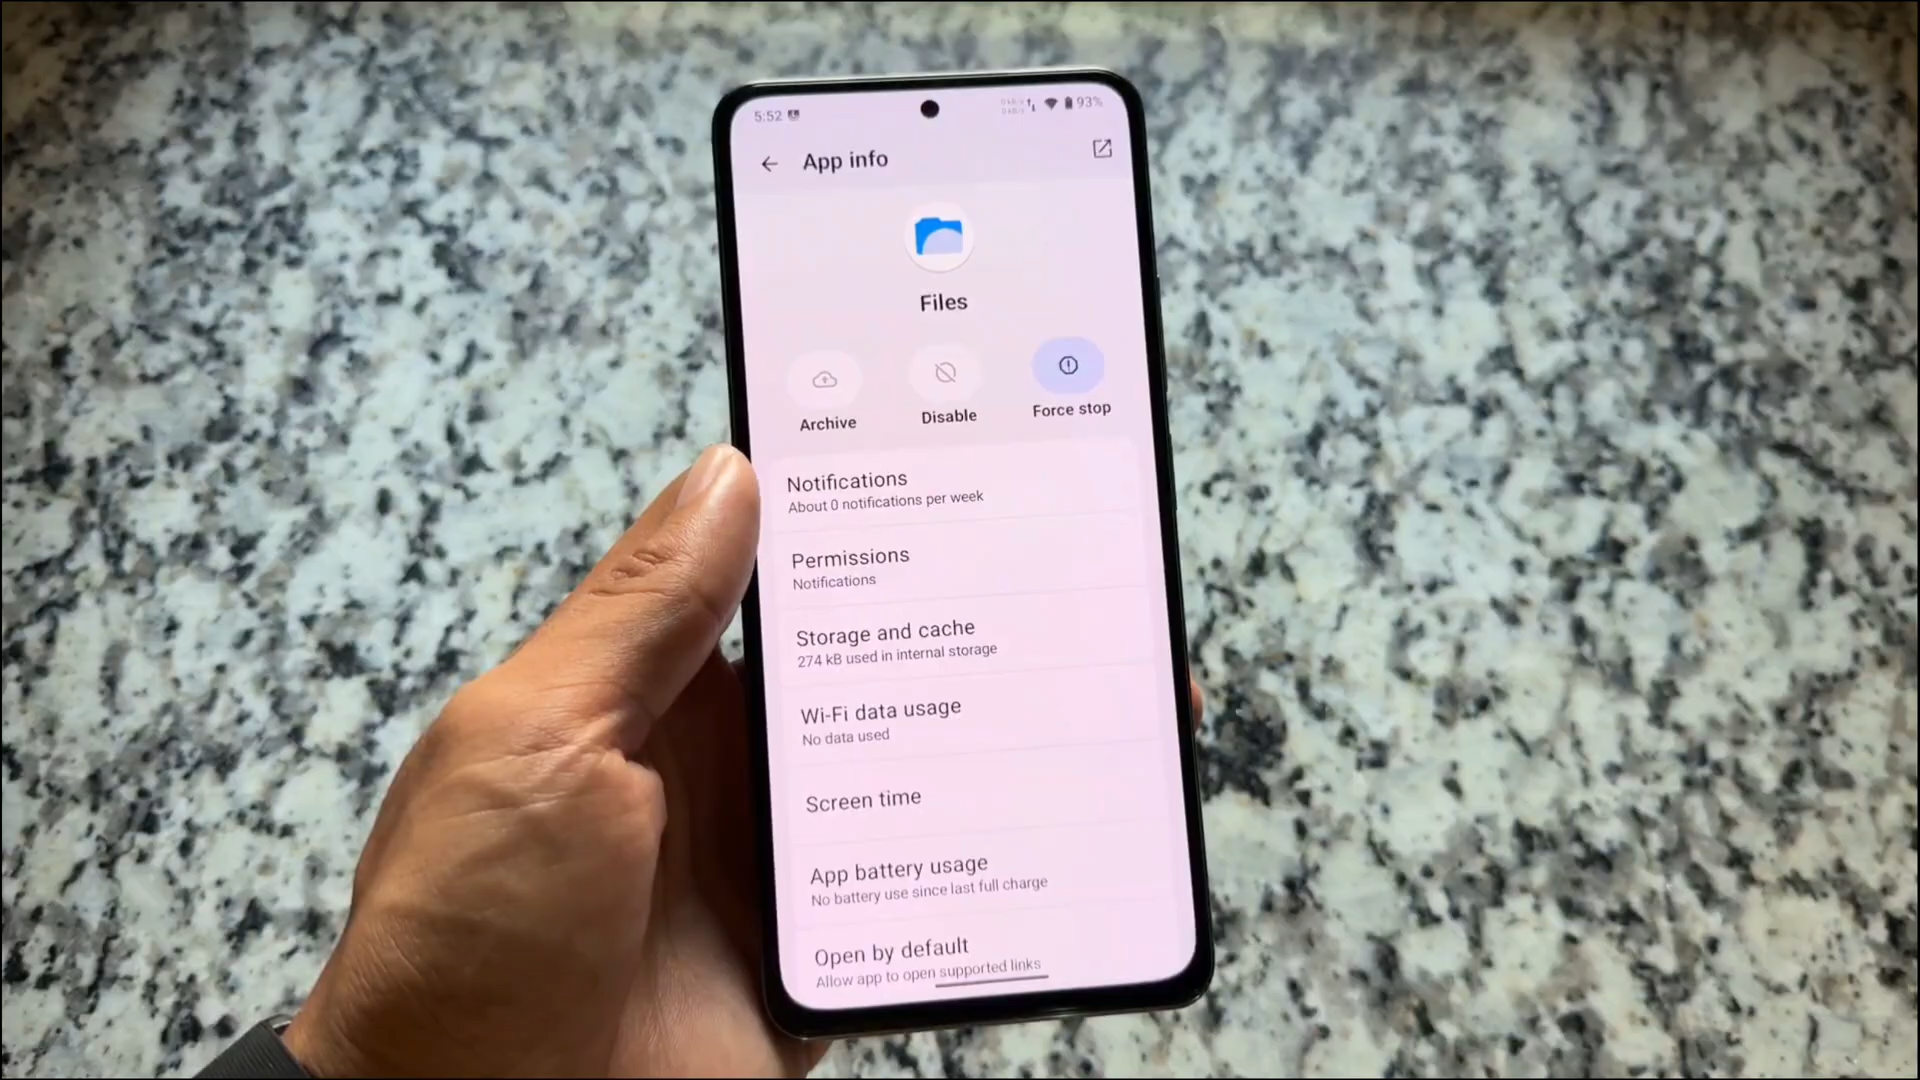 5:52
93%
App info
Files
Archive
Disable
Force stop
Notifications
About 0 notifications per week
Permissions
Notifications
Storage and cache
274 kB used in internal storage
Wi-Fi data usage
No data used
Screen time
App battery usage
No battery use since last full charge
Open by default
Allow app to open supported links